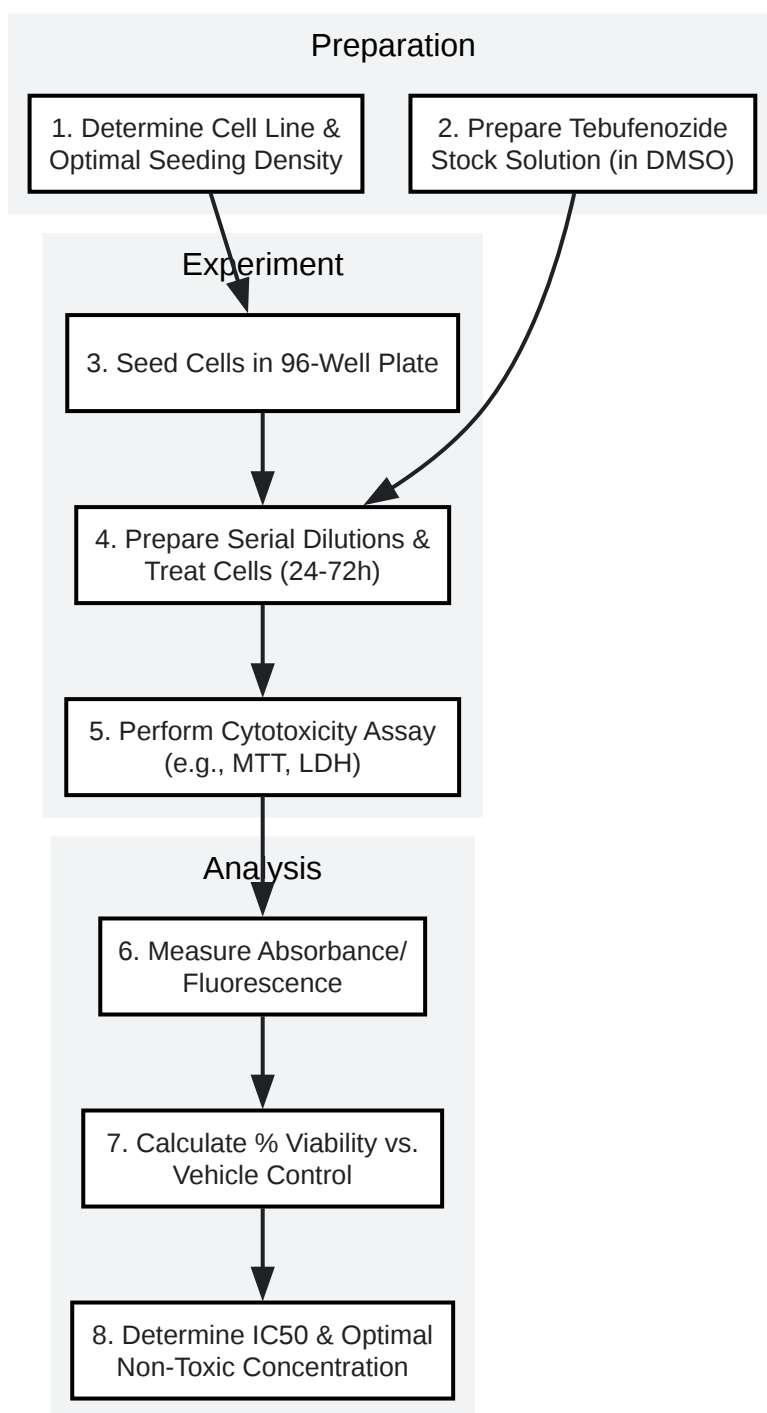 Preparation
1. Determine Cell Line &
Optimal Seeding Density
2. Prepare Tebufenozide
Stock Solution (in DMSO)
Experiment
3. Seed Cells in 96-Well Plate
4. Prepare Serial Dilutions &
Treat Cells (24-72h)
5. Perform Cytotoxicity Assay
(e.g., MTT, LDH)
Analysis
6. Measure Absorbance/
Fluorescence
7. Calculate % Viability vs.
Vehicle Control
8. Determine IC50 & Optimal
Non-Toxic Concentration